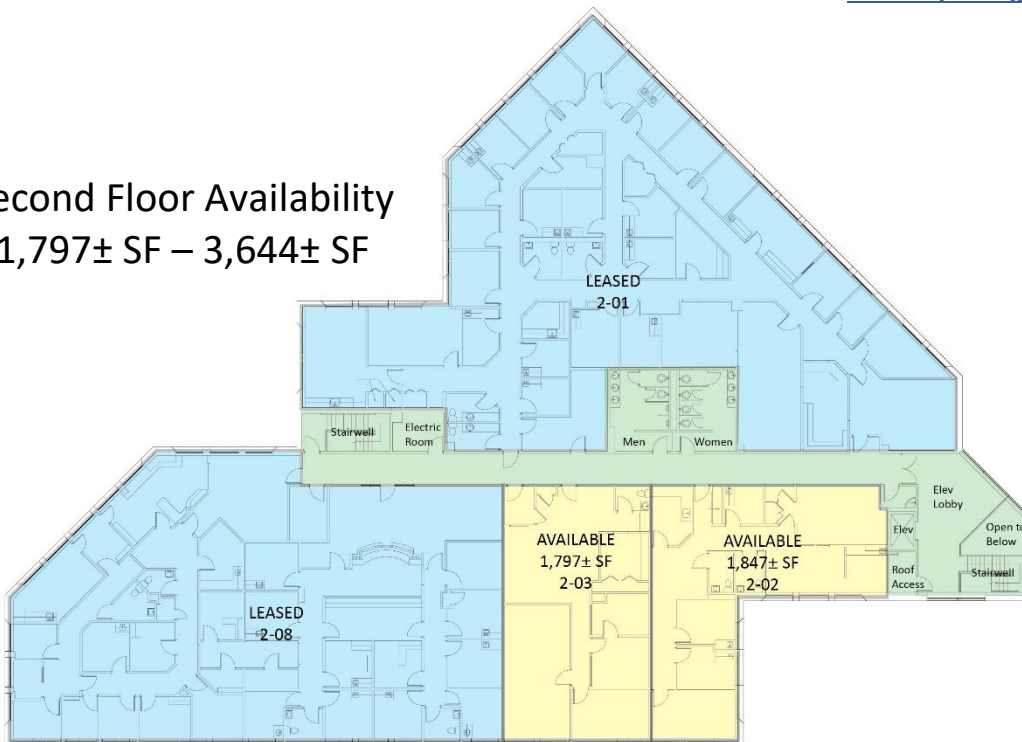 econd Floor Availability
1,797± SF – 3,644± SF
LEASED
2-01
Stairwell
Electric
Room
Men
Women
Elev
Lobby
Elev
Open to
Below
Roof
Access
Stairwell
AVAILABLE
1,797± SF
2-03
AVAILABLE
1,847± SF
2-02
LEASED
2-08